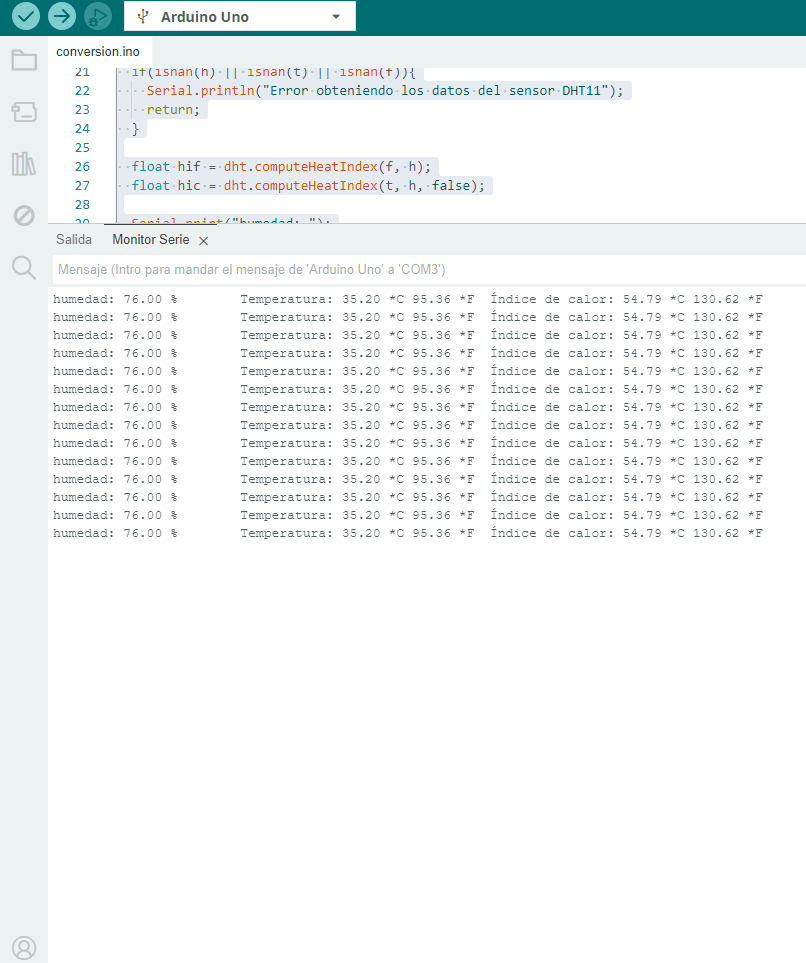 Arduino Uno
conversion.ino
21 if(isnan(h) || isnan(t) || isnan(f)){
22 Serial.println("Error obteniendo los datos del sensor DHT11");
23 return;
24 }
25
26 float hif = dht.computeHeatIndex(f, h);
27 float hic = dht.computeHeatIndex(t, h, false);
28
29 Serial.print("humedad: ");
Salida Monitor Serie
Mensaje (Intro para mandar el mensaje de 'Arduino Uno' a 'COM3')
humedad: 76.00 % Temperatura: 35.20 *C 95.36 *F Índice de calor: 54.79 *C 130.62 *F
humedad: 76.00 % Temperatura: 35.20 *C 95.36 *F Índice de calor: 54.79 *C 130.62 *F
humedad: 76.00 % Temperatura: 35.20 *C 95.36 *F Índice de calor: 54.79 *C 130.62 *F
humedad: 76.00 % Temperatura: 35.20 *C 95.36 *F Índice de calor: 54.79 *C 130.62 *F
humedad: 76.00 % Temperatura: 35.20 *C 95.36 *F Índice de calor: 54.79 *C 130.62 *F
humedad: 76.00 % Temperatura: 35.20 *C 95.36 *F Índice de calor: 54.79 *C 130.62 *F
humedad: 76.00 % Temperatura: 35.20 *C 95.36 *F Índice de calor: 54.79 *C 130.62 *F
humedad: 76.00 % Temperatura: 35.20 *C 95.36 *F Índice de calor: 54.79 *C 130.62 *F
humedad: 76.00 % Temperatura: 35.20 *C 95.36 *F Índice de calor: 54.79 *C 130.62 *F
humedad: 76.00 % Temperatura: 35.20 *C 95.36 *F Índice de calor: 54.79 *C 130.62 *F
humedad: 76.00 % Temperatura: 35.20 *C 95.36 *F Índice de calor: 54.79 *C 130.62 *F
humedad: 76.00 % Temperatura: 35.20 *C 95.36 *F Índice de calor: 54.79 *C 130.62 *F
humedad: 76.00 % Temperatura: 35.20 *C 95.36 *F Índice de calor: 54.79 *C 130.62 *F
humedad: 76.00 % Temperatura: 35.20 *C 95.36 *F Índice de calor: 54.79 *C 130.62 *F